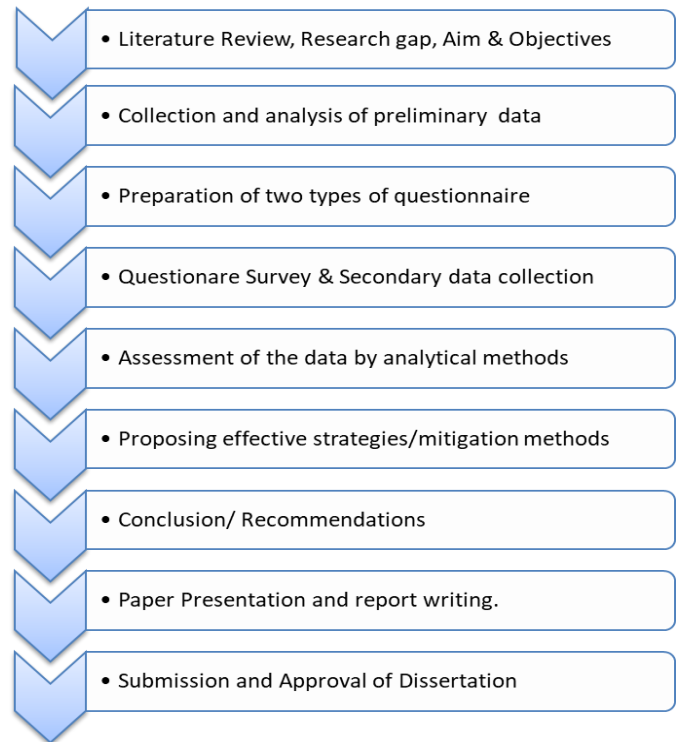 • Literature Review, Research gap, Aim & Objectives
• Collection and analysis of preliminary data
• Preparation of two types of questionnaire
• Questionare Survey & Secondary data collection
• Assessment of the data by analytical methods
• Proposing effective strategies/mitigation methods
• Conclusion/ Recommendations
• Paper Presentation and report writing.
• Submission and Approval of Dissertation